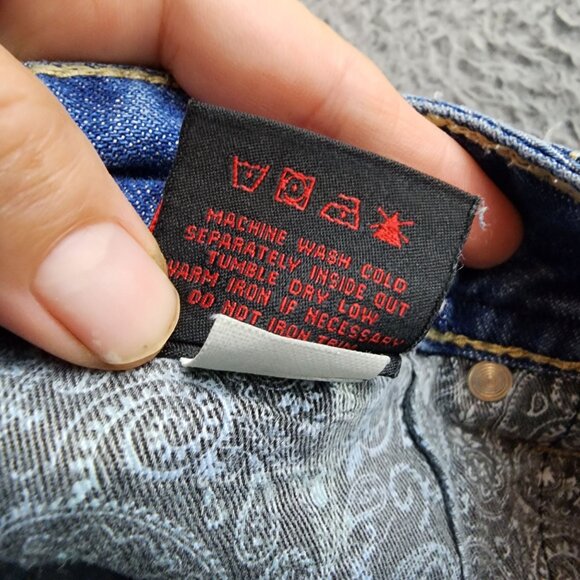 MACHINE WASH COLD
SEPARATELY INSIDE OUT
TUMBLE DRY LOW
WARM IRON IF NECESSARY
DO NOT IRON